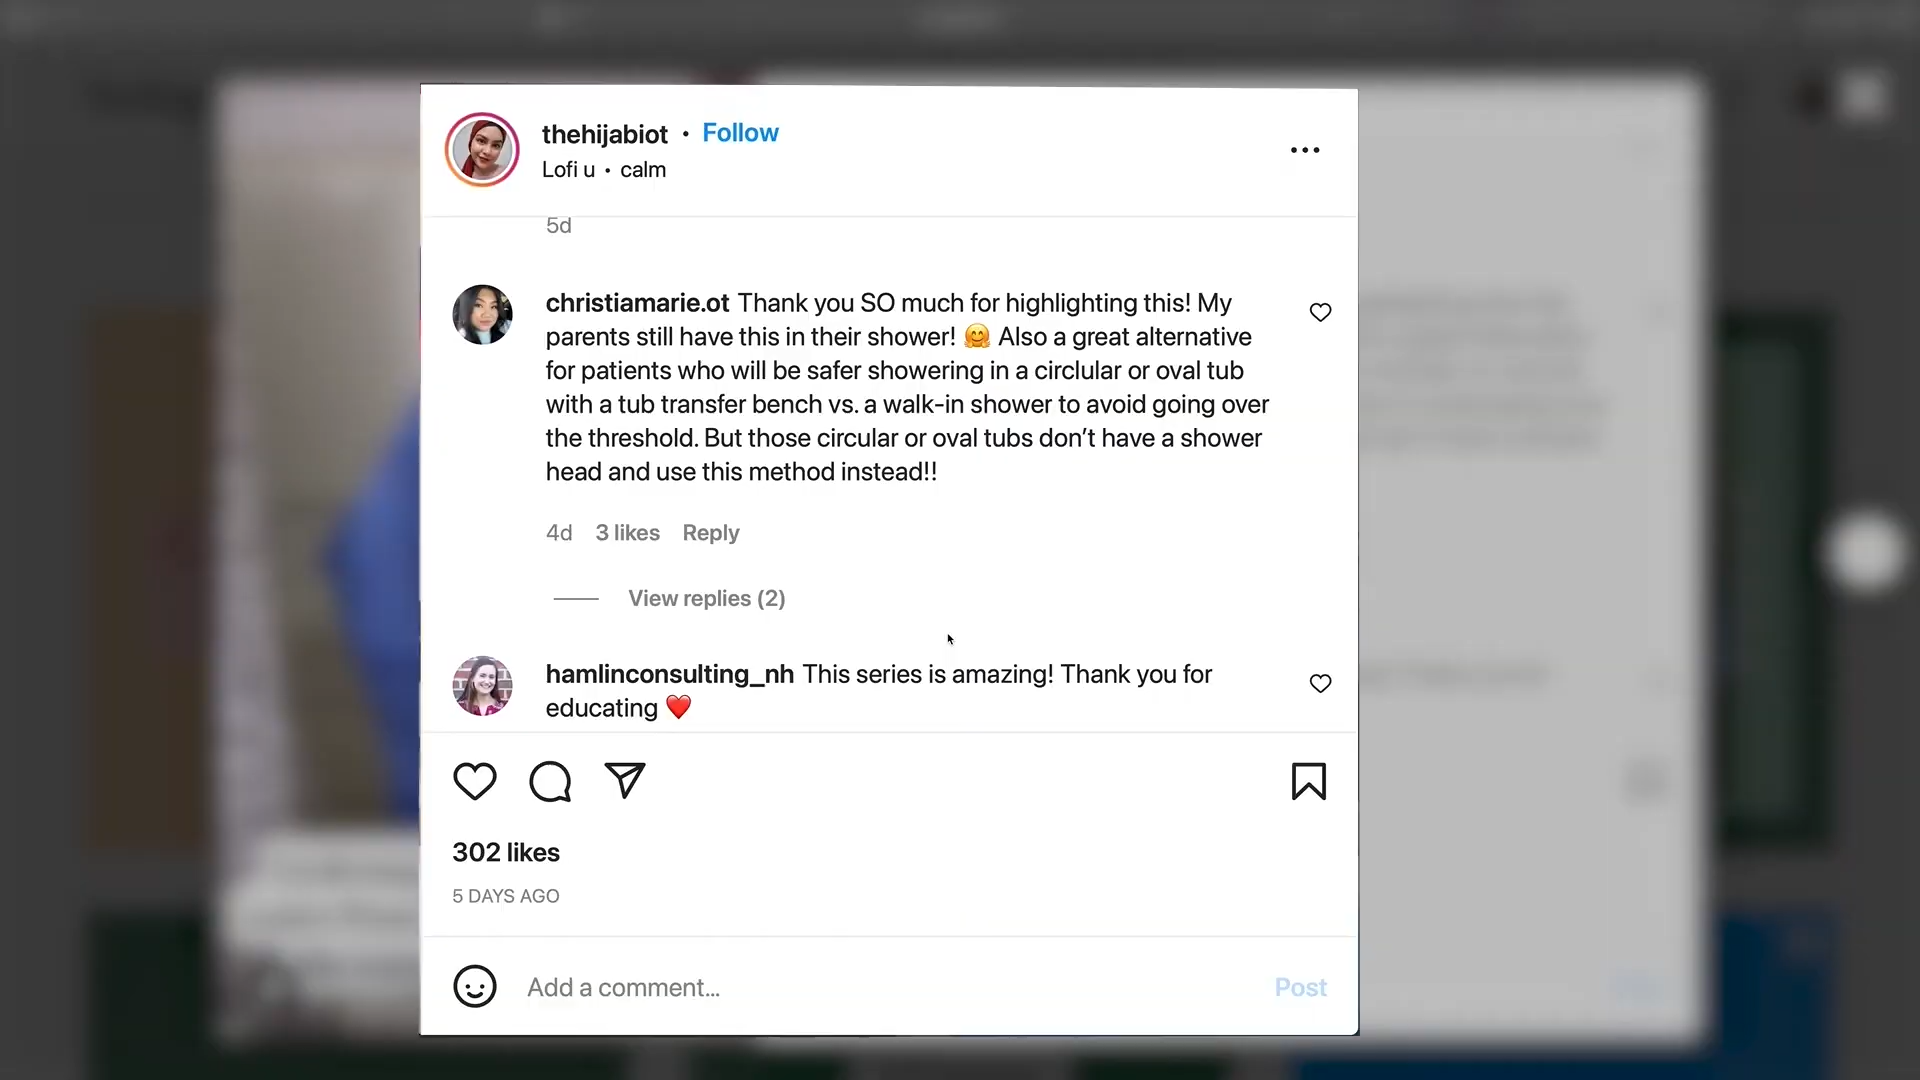 thehijabiot • Follow
Lofi u • calm
5d
christiamarie.ot Thank you SO much for highlighting this! My
parents still have this in their shower! 🤗 Also a great alternative
for patients who will be safer showering in a circlular or oval tub
with a tub transfer bench vs. a walk-in shower to avoid going over
the threshold. But those circular or oval tubs don’t have a shower
head and use this method instead!!
4d 3 likes Reply
View replies (2)
hamlinconsulting_nh This series is amazing! Thank you for
educating ❤️
302 likes
5 DAYS AGO
Add a comment...
Post